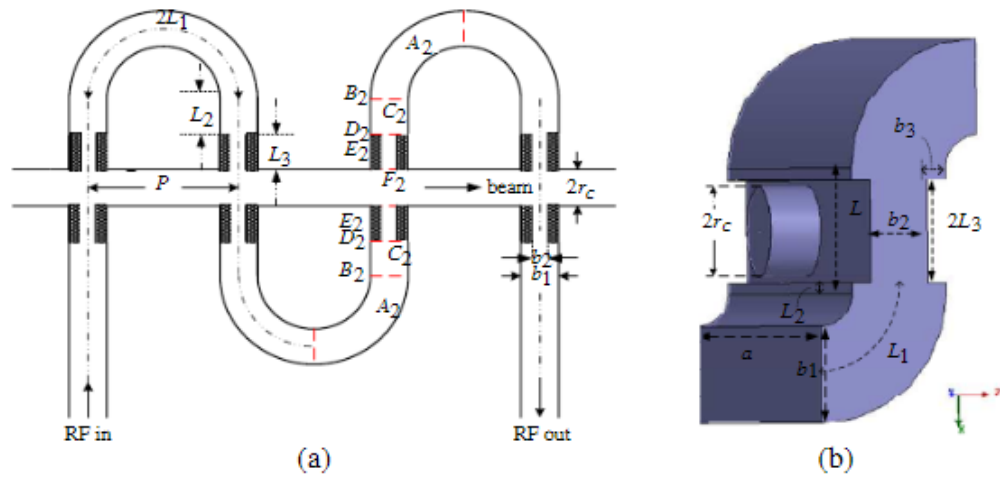 2L1
A2
B2
C2
L2
D2
E2
L3
P
F2
beam
2rc
E2
D2
C2
b2
B2
b1
A2
RF in
RF out
(a)
b3
2rc
L
b2
2L3
L2
a
b1
L1
(b)